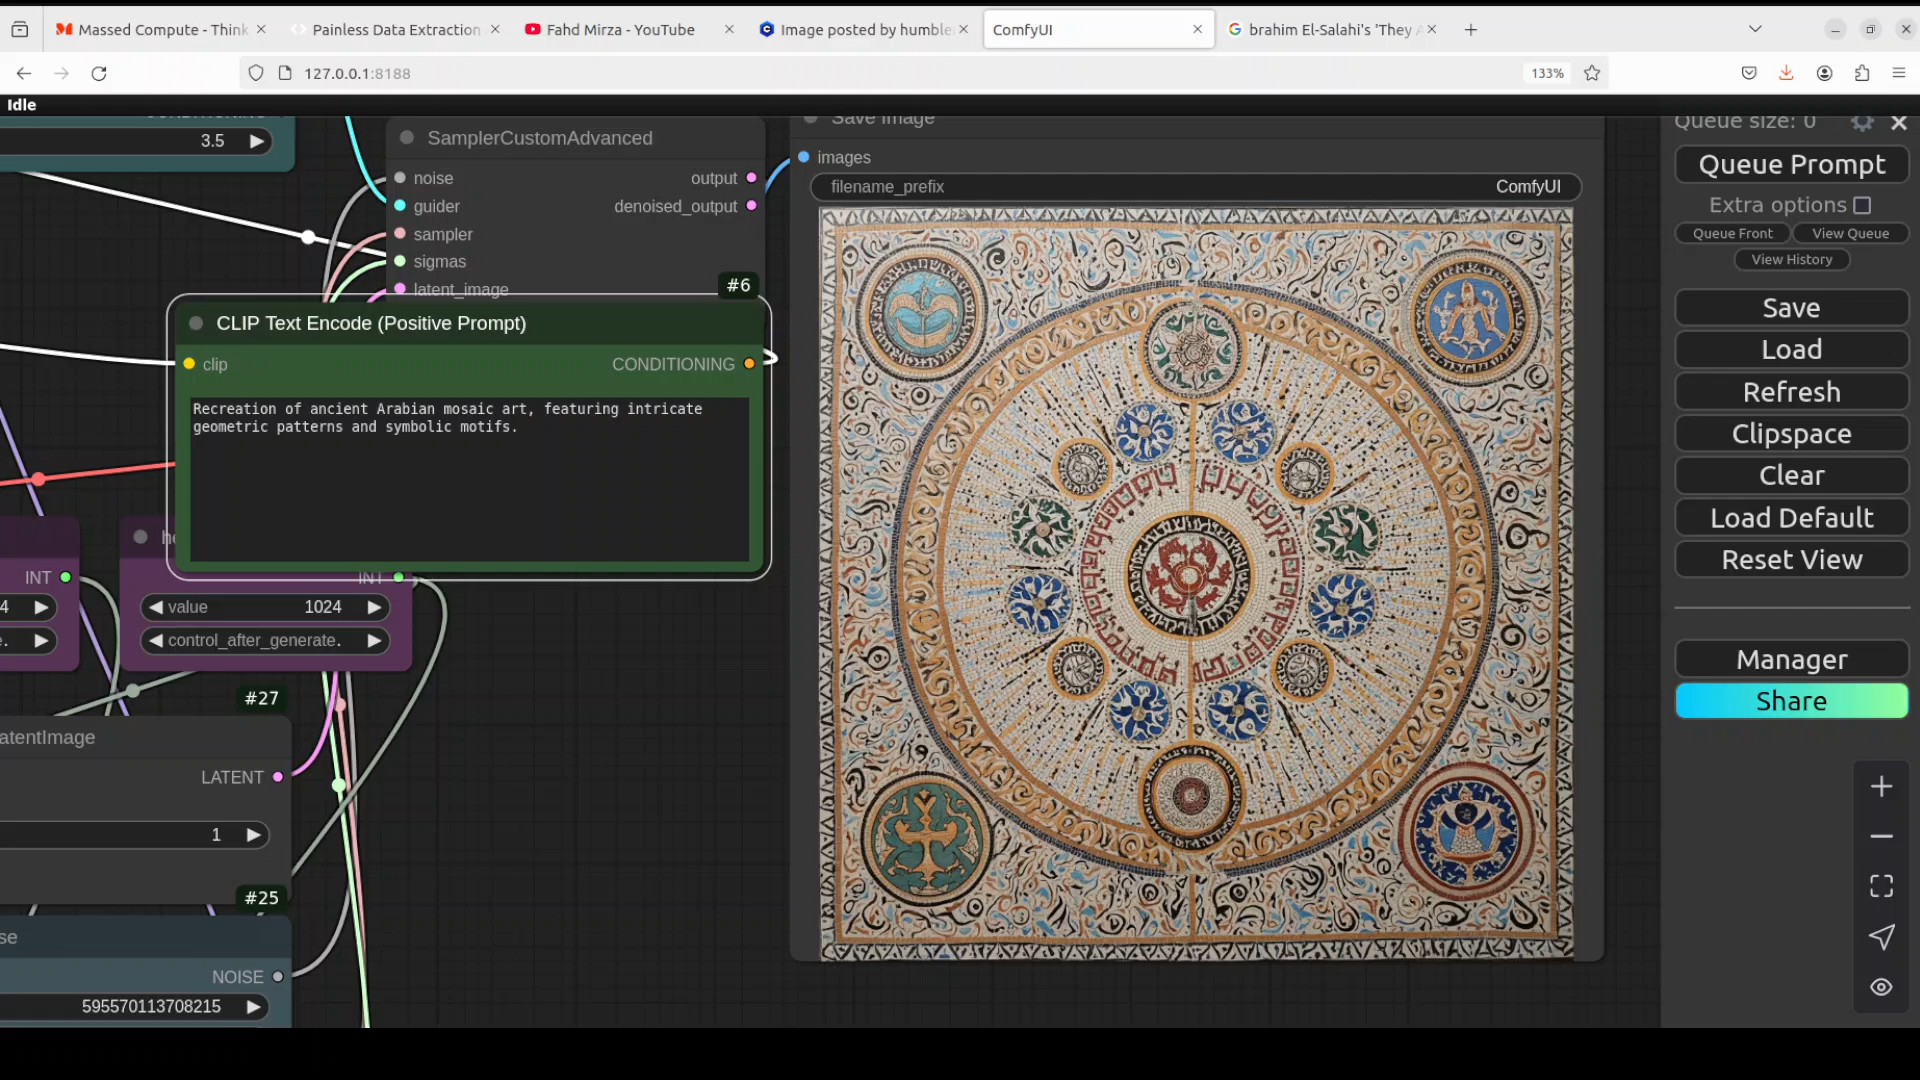 Massed Compute - Think
Painless Data Extraction
Fahd Mirza - YouTube
Image posted by humble
ComfyUI
brahim El-Salahi's 'They A
127.0.0.1:8188
133%
Idle
3.5
SamplerCustomAdvanced
noise
output
guider
denoised_output
sampler
sigmas
latent_image
#6
CLIP Text Encode (Positive Prompt)
clip
CONDITIONING
Recreation of ancient Arabian mosaic art, featuring intricate
geometric patterns and symbolic motifs.
INT
4
he
INT
value
1024
control_after_generate.
#27
atentImage
LATENT
1
#25
se
NOISE
595570113708215
Save Image
images
filename_prefix
ComfyUI
Queue size: 0
Queue Prompt
Extra options
Queue Front
View Queue
View History
Save
Load
Refresh
Clipspace
Clear
Load Default
Reset View
Manager
Share